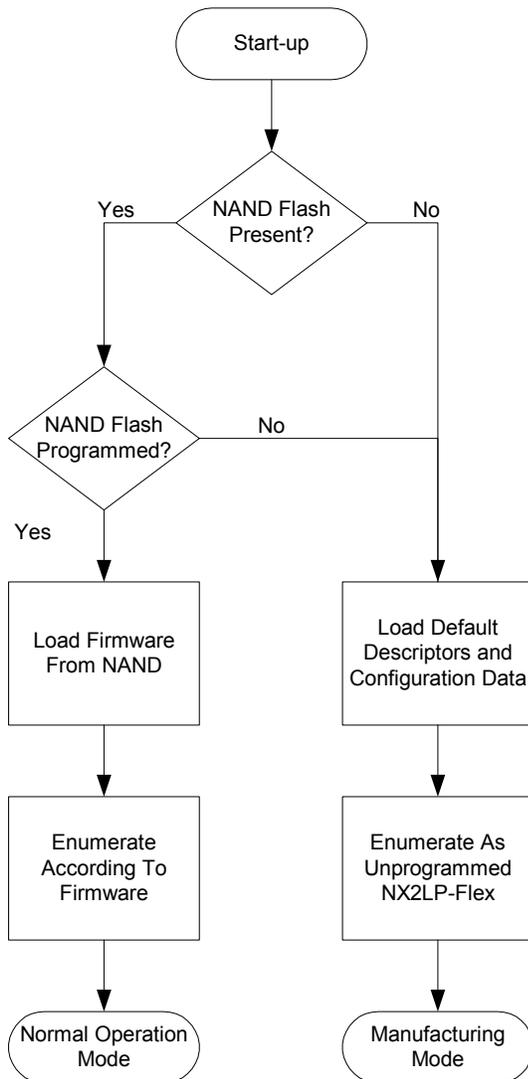 Start-up
NAND Flash
Present?
Yes
No
NAND Flash
Programmed?
No
Yes
Load Firmware
From NAND
Load Default
Descriptors and
Configuration Data
Enumerate
According To
Firmware
Enumerate As
Unprogrammed
NX2LP-Flex
Normal Operation
Mode
Manufacturing
Mode